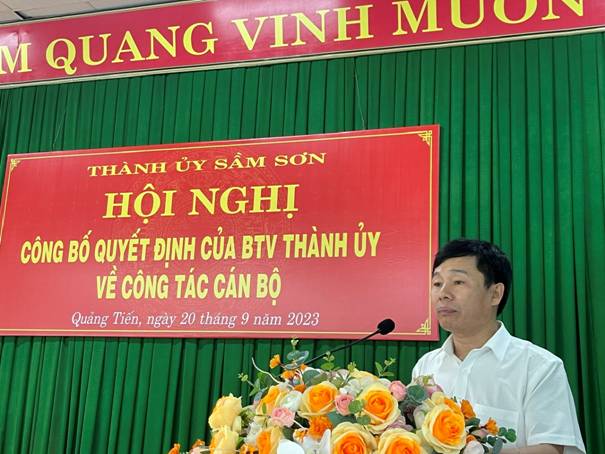 M QUANG VINH MUÔN
THÀNH ỦY SẦM SƠN
HỘI NGHỊ
CÔNG BỐ QUYẾT ĐỊNH CỦA BTV THÀNH ỦY
VỀ CÔNG TÁC CÁN BỘ
Quảng Tiến, ngày 20 tháng 9 năm 2023